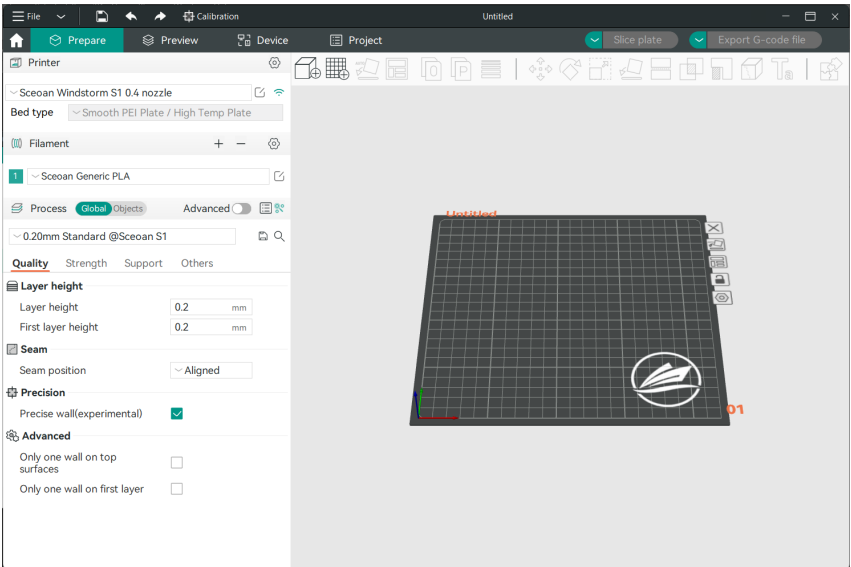 File
Calibration
Untitled
Prepare
Preview
Device
Project
Slice plate
Export G-code file
Printer
Sceoan Windstorm S1 0.4 nozzle
Bed type
Smooth PEI Plate / High Temp Plate
Filament
1
Sceoan Generic PLA
Process
Global
Objects
Advanced
0.20mm Standard @Sceoan S1
Quality
Strength
Support
Others
Layer height
Layer height
0.2
mm
First layer height
0.2
mm
Seam
Seam position
Aligned
Precision
Precise wall(experimental)
Advanced
Only one wall on top
surfaces
Only one wall on first layer
Untitled
01